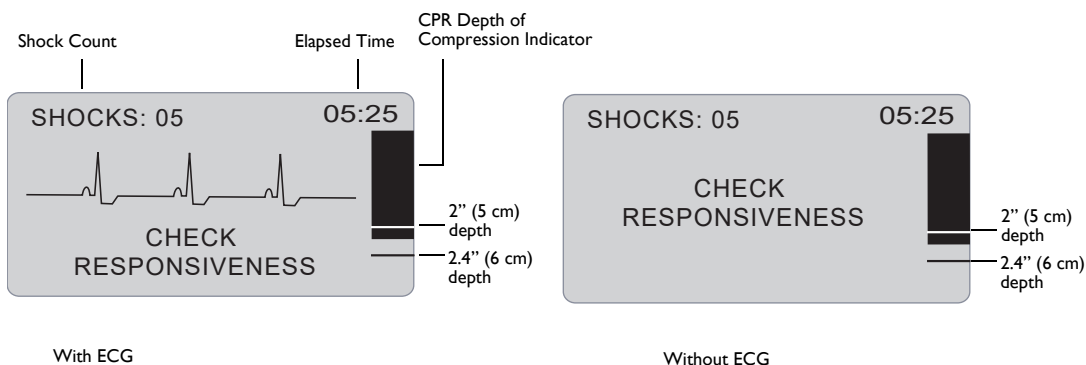 Shock Count
Elapsed Time
CPR Depth of
Compression Indicator
SHOCKS: 05
05:25
2” (5 cm)
depth
CHECK
RESPONSIVENESS
2.4” (6 cm)
depth
With ECG
SHOCKS: 05
05:25
CHECK
RESPONSIVENESS
2” (5 cm)
depth
2.4” (6 cm)
depth
Without ECG